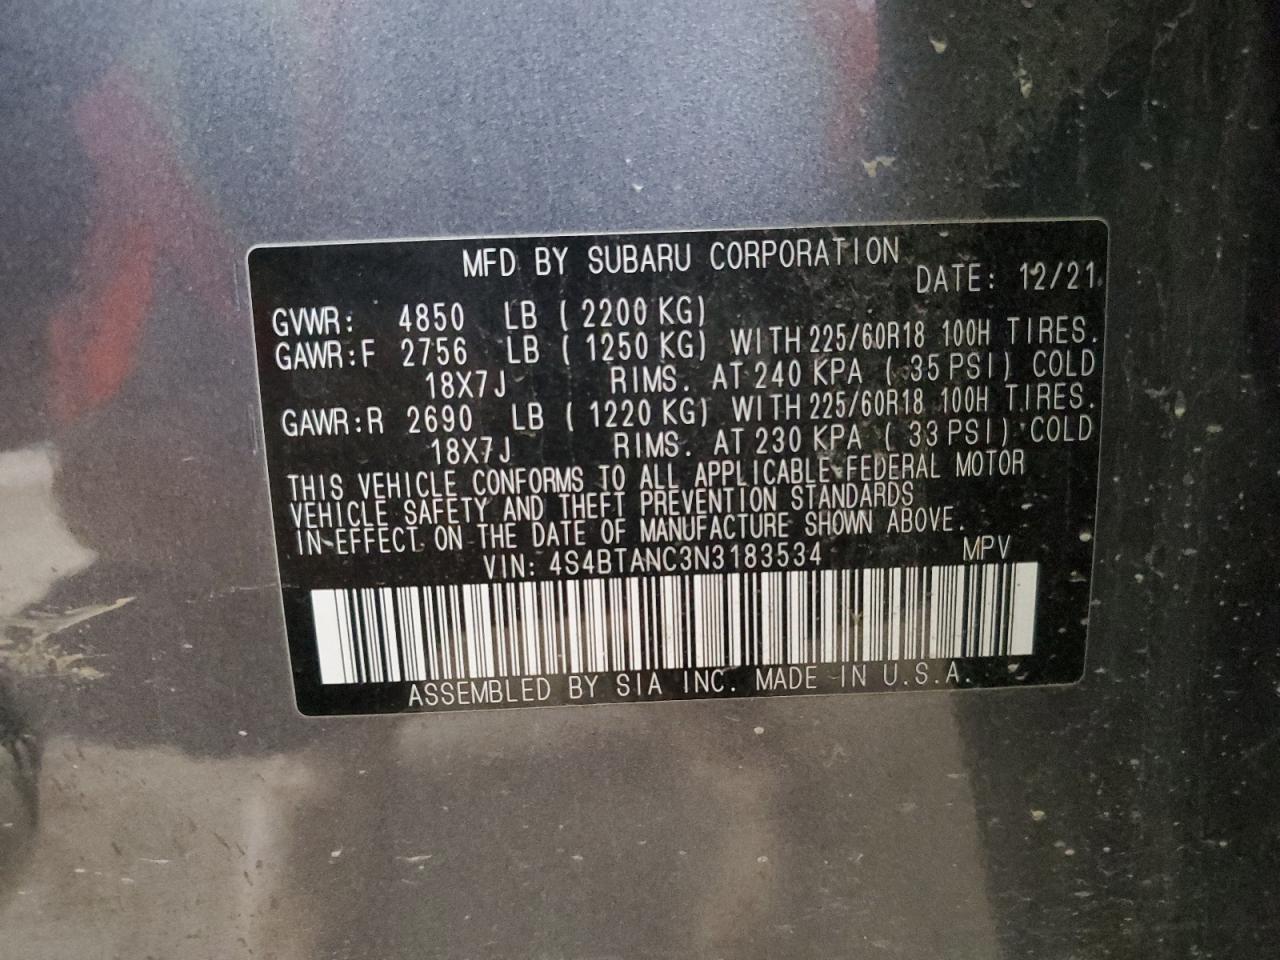 MFD BY SUBARU CORPORATION
DATE: 12/21
GVWR: 4850 LB ( 2200 KG)
GAWR:F 2756 LB ( 1250 KG) WITH 225/60R18 100H TIRES.
18X7J RIMS. AT 240 KPA ( 35 PSI) COLD
GAWR:R 2690 LB ( 1220 KG) WITH 225/60R18 100H TIRES.
18X7J RIMS. AT 230 KPA ( 33 PSI) COLD
THIS VEHICLE CONFORMS TO ALL APPLICABLE FEDERAL MOTOR
VEHICLE SAFETY AND THEFT PREVENTION STANDARDS
IN EFFECT ON THE DATE OF MANUFACTURE SHOWN ABOVE.
VIN: 4S4BTANC3N3183534 MPV
ASSEMBLED BY SIA INC. MADE IN U.S.A.